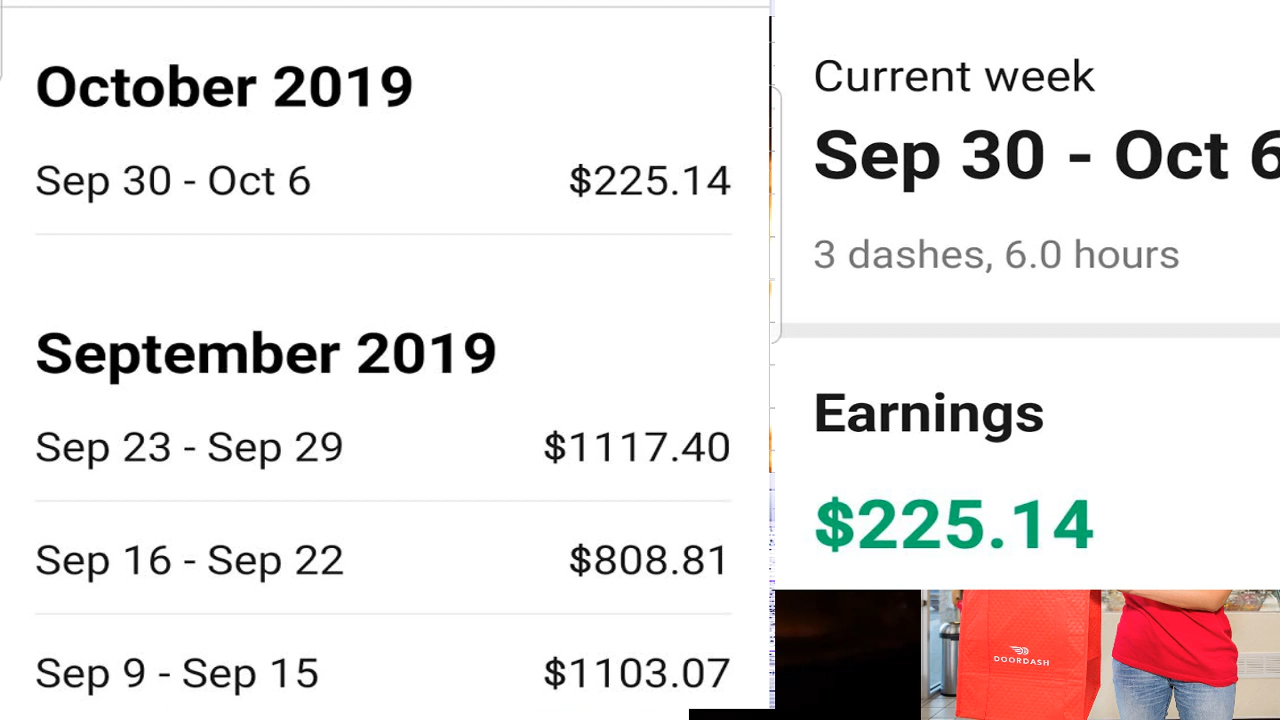 October 2019
Sep 30 - Oct 6 $225.14
September 2019
Sep 23 - Sep 29 $1117.40
Sep 16 - Sep 22 $808.81
Sep 9 - Sep 15 $1103.07
Current week
Sep 30 - Oct 6
3 dashes, 6.0 hours
Earnings
$225.14
DOORDASH